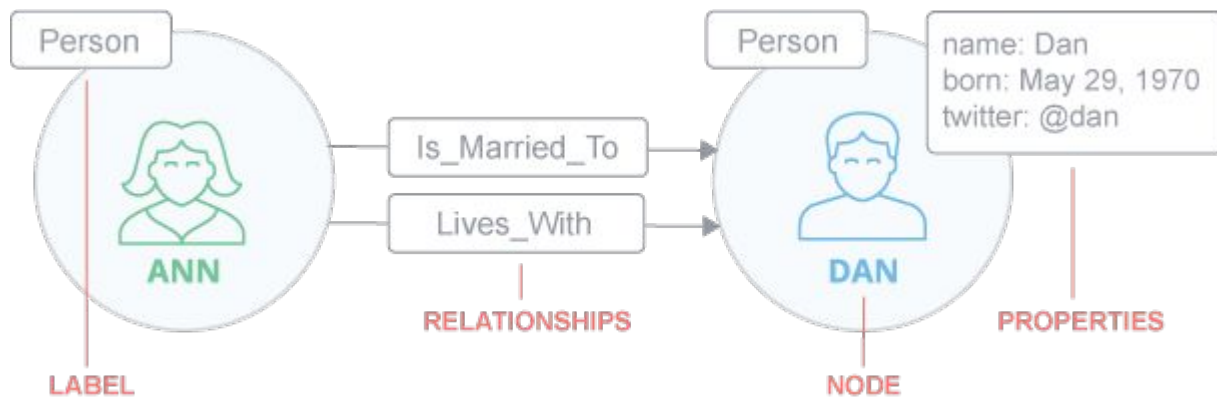 Person
Person
name: Dan
born: May 29, 1970
twitter: @dan
Is_Married_To
Lives_With
ANN
DAN
RELATIONSHIPS
PROPERTIES
LABEL
NODE